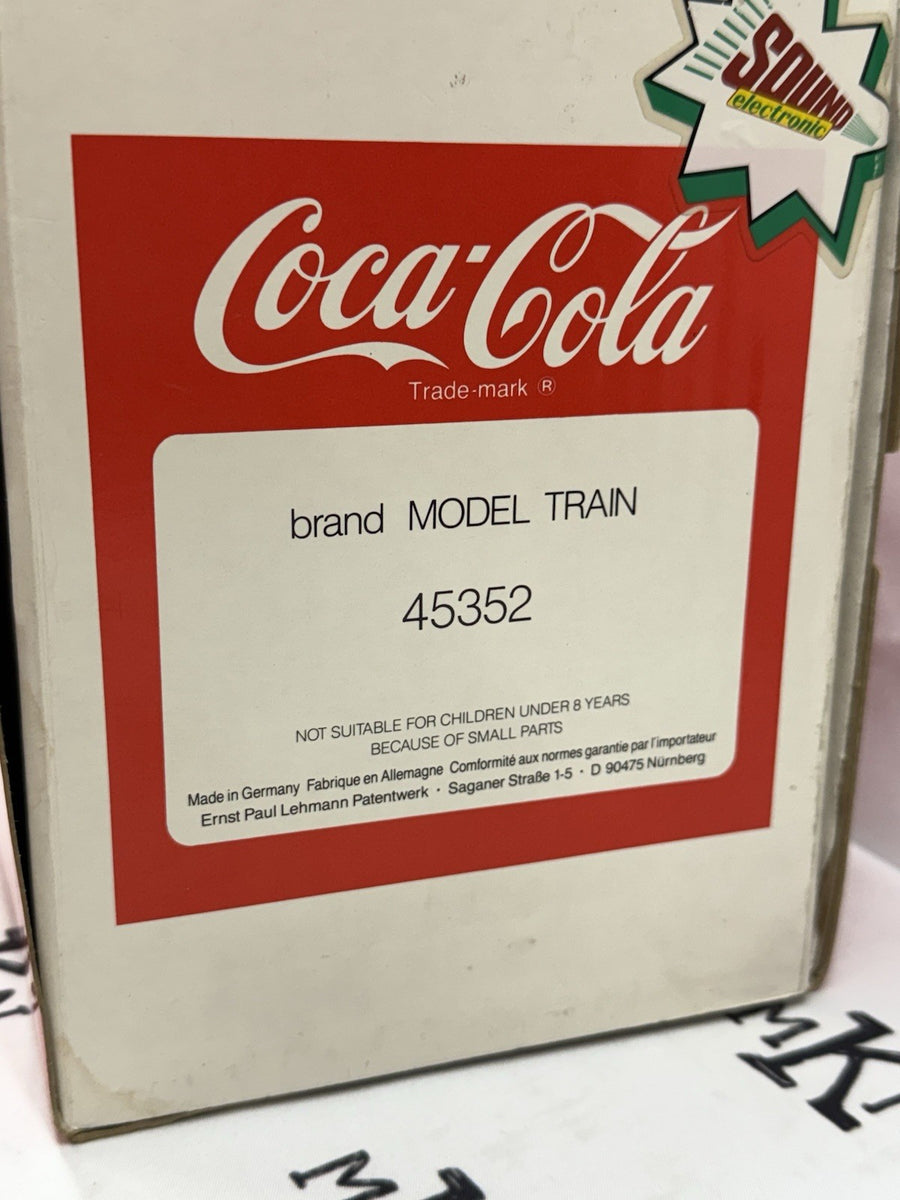 SOUND
electronic
Coca-Cola
Trade-mark ®
brand MODEL TRAIN
45352
NOT SUITABLE FOR CHILDREN UNDER 8 YEARS
BECAUSE OF SMALL PARTS
Made in Germany Fabrique en Allemagne Comformité aux normes garantie par l'importateur
Ernst Paul Lehmann Patentwerk · Saganer Straße 1-5 · D 90475 Nürnberg
MK